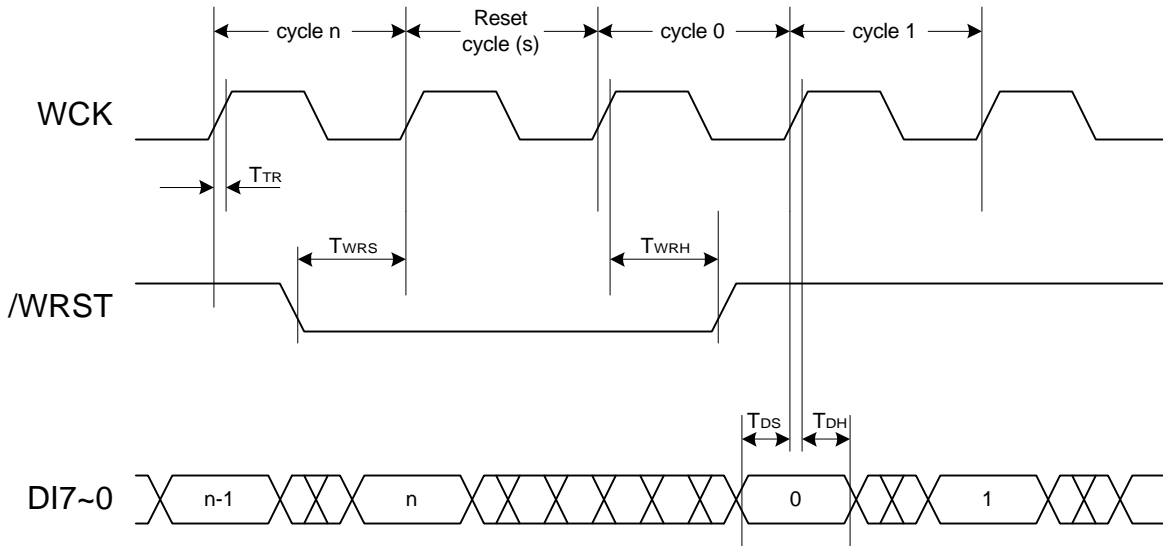 cycle n
Reset
cycle (s)
cycle 0
cycle 1
WCK
TTR
TWRS
TWRH
/WRST
TDS
TDH
DI7~0
n-1
n
0
1